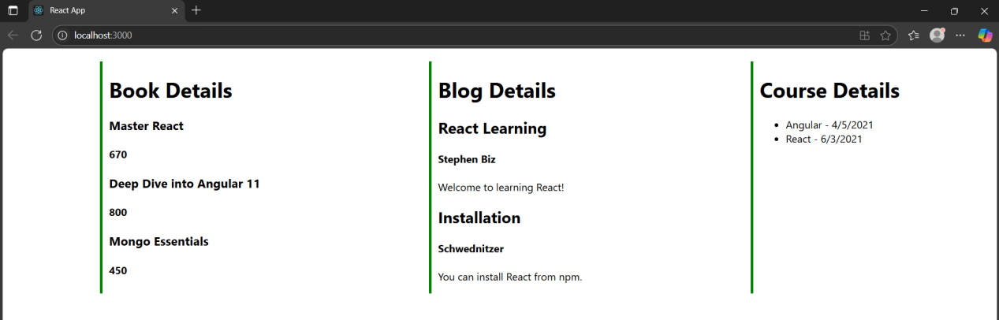 React App
localhost:3000
Book Details
Master React
670
Deep Dive into Angular 11
800
Mongo Essentials
450
Blog Details
React Learning
Stephen Biz
Welcome to learning React!
Installation
Schwednitzer
You can install React from npm.
Course Details
Angular - 4/5/2021
React - 6/3/2021